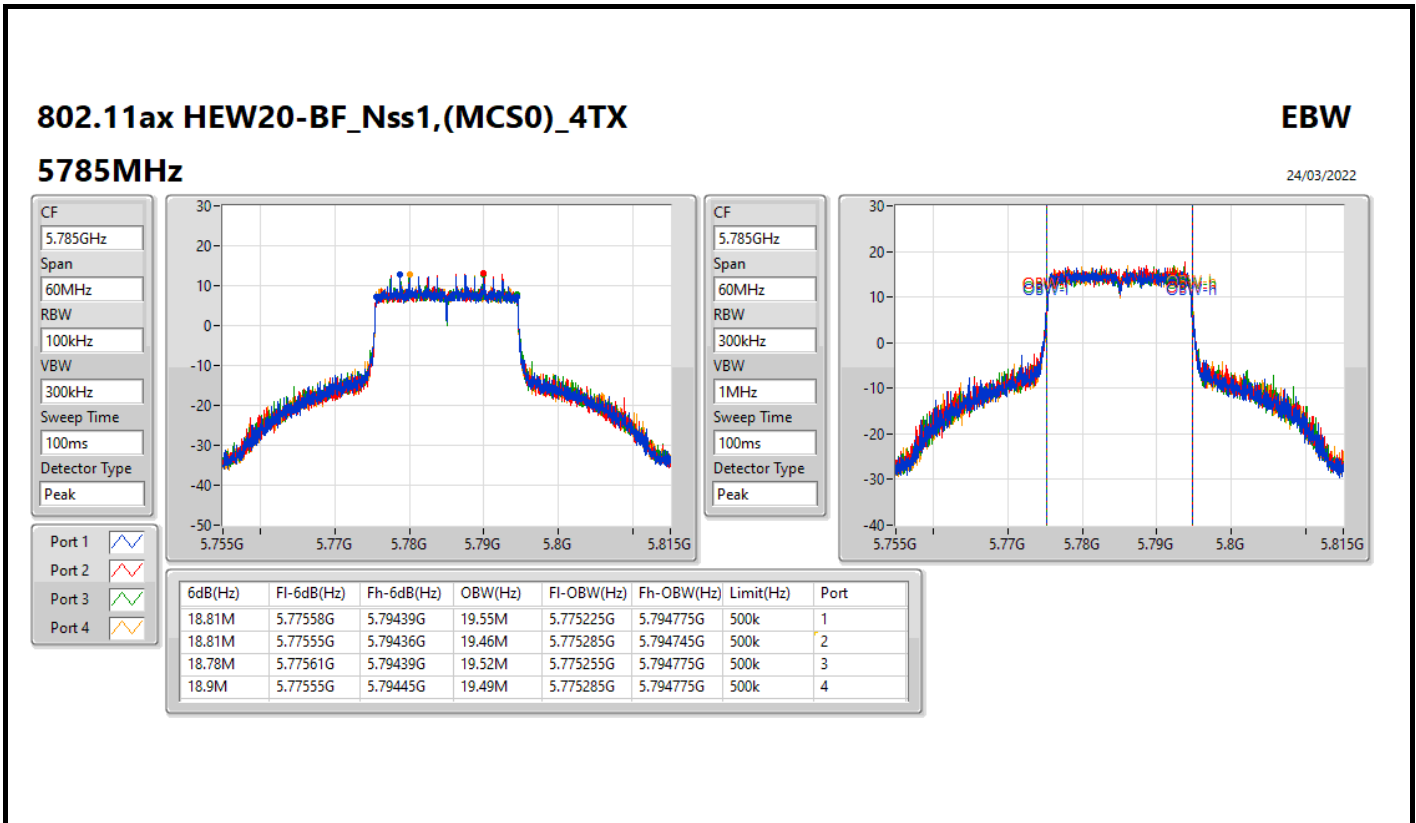 802.11ax HEW20-BF_Nss1,(MCS0)_4TX EBW
5785MHz 24/03/2022
CF
5.785GHz
Span
60MHz
RBW
100kHz
VBW
300kHz
Sweep Time
100ms
Detector Type
Peak
30
20
10
0
-10
-20
-30
-40
-50
5.755G 5.77G 5.78G 5.79G 5.8G 5.815G
CF
5.785GHz
Span
60MHz
RBW
300kHz
VBW
1MHz
Sweep Time
100ms
Detector Type
Peak
30
20
10
0
-10
-20
-30
-40
5.755G 5.77G 5.78G 5.79G 5.8G 5.815G
Port 1
Port 2
Port 3
Port 4
6dB(Hz) Fl-6dB(Hz) Fh-6dB(Hz) OBW(Hz) Fl-OBW(Hz) Fh-OBW(Hz) Limit(Hz) Port
18.81M 5.77558G 5.79439G 19.55M 5.775225G 5.794775G 500k 1
18.81M 5.77555G 5.79436G 19.46M 5.775285G 5.794745G 500k 2
18.78M 5.77561G 5.79439G 19.52M 5.775255G 5.794775G 500k 3
18.9M 5.77555G 5.79445G 19.49M 5.775285G 5.794775G 500k 4